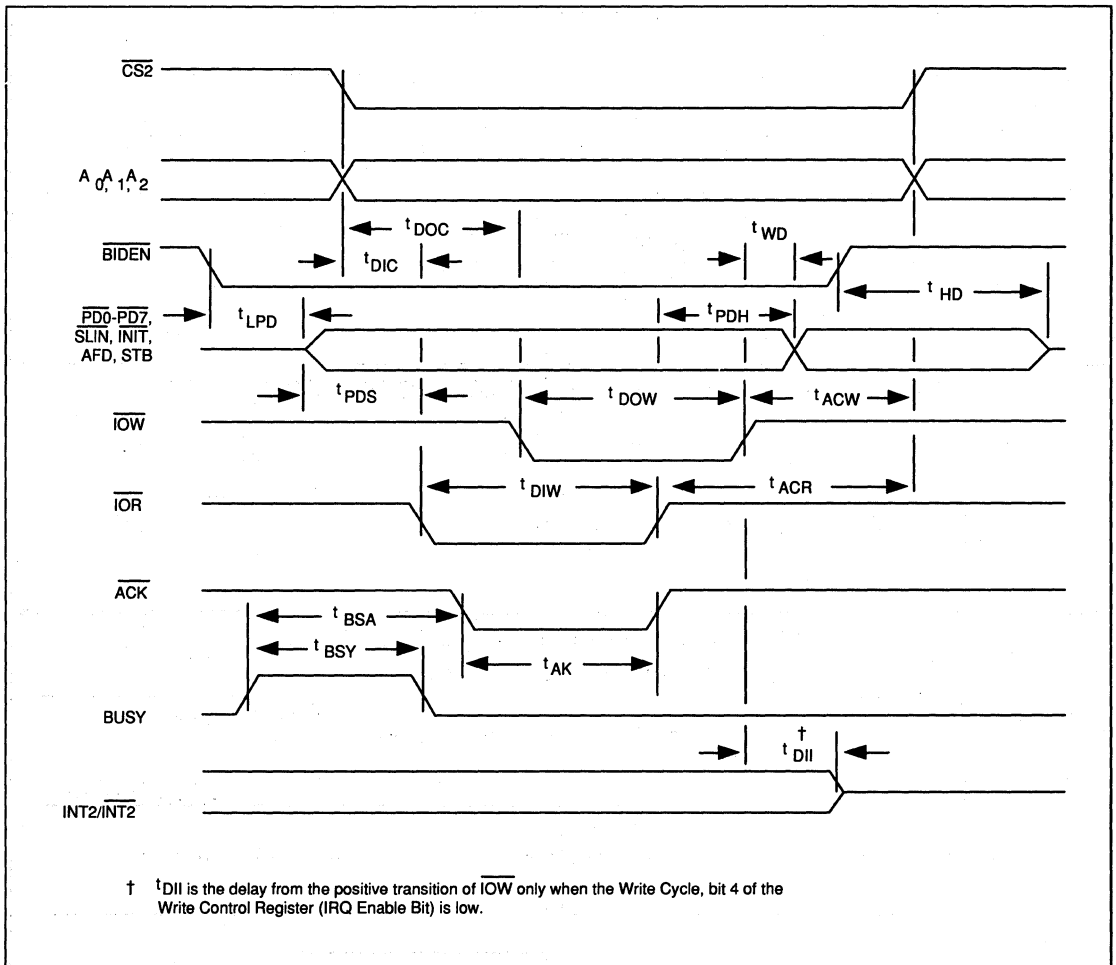 CS2
A0,A1,A2
tDOC
tWD
BIDEN
tDIC
tHD
PD0-PD7,
SLIN, INIT,
AFD, STB
tLPD
tPDH
tPDS
tDOW
tACW
IOW
tDIW
tACR
IOR
ACK
tBSA
tBSY
tAK
BUSY
†
tDII
INT2/INT2
† tDII is the delay from the positive transition of IOW only when the Write Cycle, bit 4 of the
Write Control Register (IRQ Enable Bit) is low.